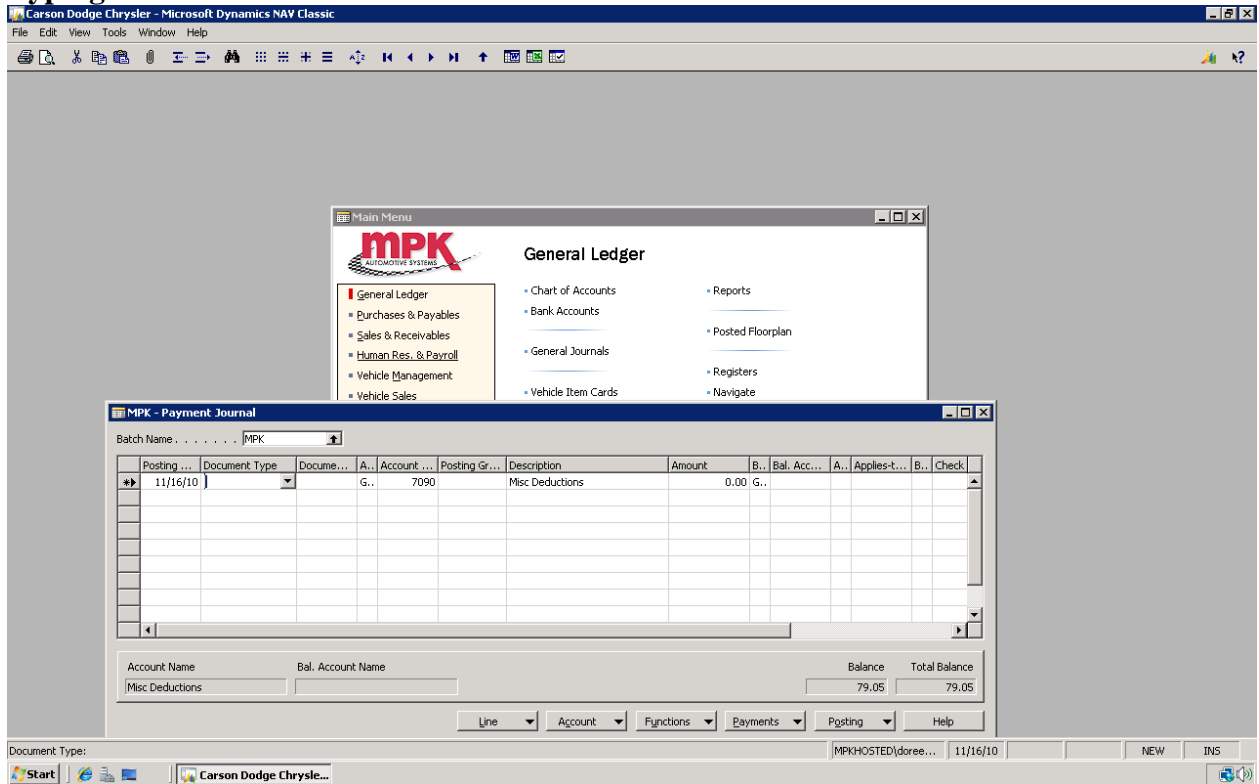 Carson Dodge Chrysler - Microsoft Dynamics NAV Classic
File Edit View Tools Window Help
Main Menu
MPK
AUTOMOTIVE SYSTEMS
General Ledger
General Ledger
Purchases & Payables
Sales & Receivables
Human Res. & Payroll
Vehicle Management
Vehicle Sales
Chart of Accounts
Bank Accounts
General Journals
Vehicle Item Cards
Reports
Posted Floorplan
Registers
Navigate
MPK - Payment Journal
Batch Name . . . . . . . MPK
Posting ... Document Type Docume... A.. Account ... Posting Gr... Description Amount B.. Bal. Acc... A.. Applies-t... B.. Check
11/16/10 G.. 7090 Misc Deductions 0.00 G..
Account Name Bal. Account Name Balance Total Balance
Misc Deductions 79.05 79.05
Line Account Functions Payments Posting Help
Document Type: MPKHOSTED\doree... 11/16/10 NEW INS
Start Carson Dodge Chrysle...